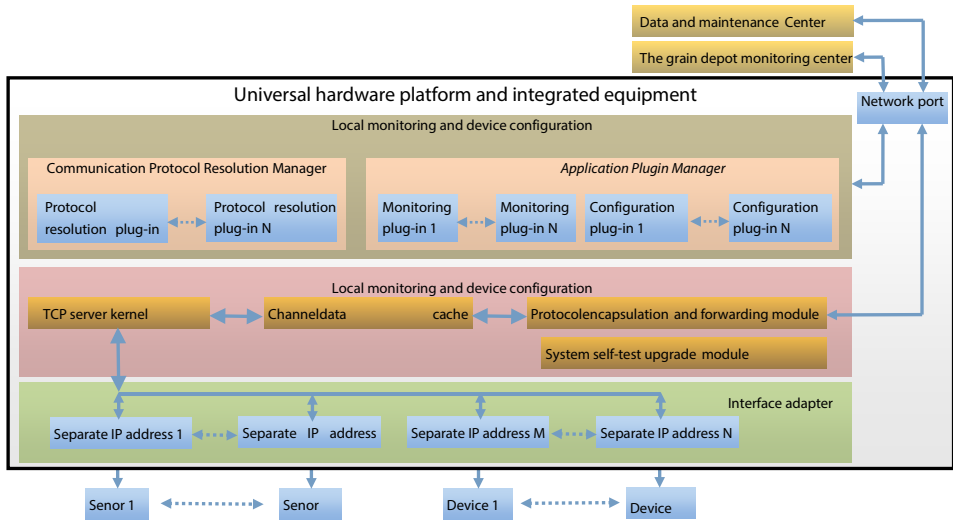 Data and maintenance Center
The grain depot monitoring center
Universal hardware platform and integrated equipment
Network port
Local monitoring and device configuration
Communication Protocol Resolution Manager
Application Plugin Manager
Protocol
resolution plug-in
Protocol resolution
plug-in N
Monitoring
plug-in 1
Monitoring
plug-in N
Configuration
plug-in 1
Configuration
plug-in N
Local monitoring and device configuration
TCP server kernel
Channeldata cache
Protocolencapsulation and forwarding module
System self-test upgrade module
Interface adapter
Separate IP address 1
Separate IP address
Separate IP address M
Separate IP address N
Senor 1
Senor
Device 1
Device